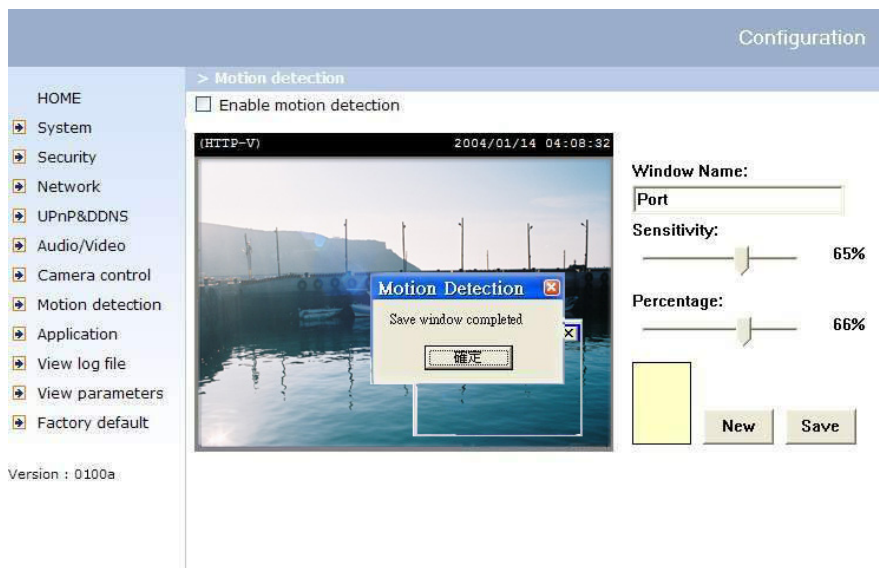 Configuration
> Motion detection
HOME
System
Security
Network
UPnP&DDNS
Audio/Video
Camera control
Motion detection
Application
View log file
View parameters
Factory default
Version : 0100a
Enable motion detection
(HTTP-V) 2004/01/14 04:08:32
Motion Detection
Save window completed
確定
Window Name:
Port
Sensitivity:
65%
Percentage:
66%
New Save